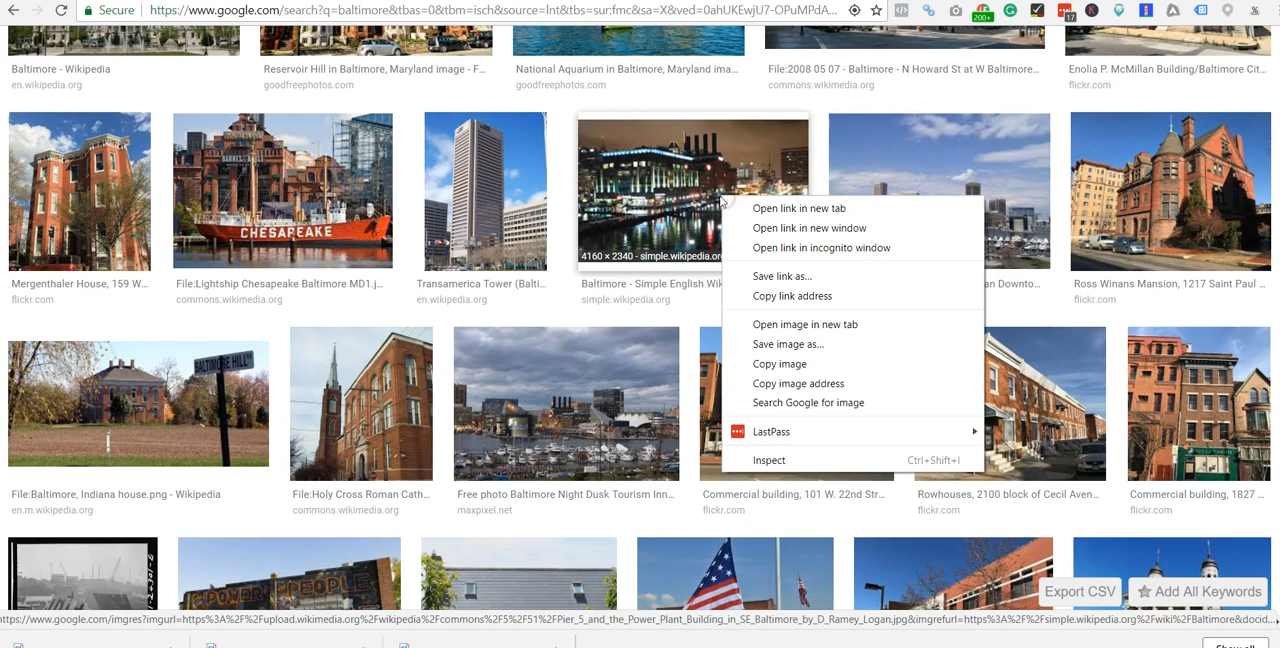 Secure
https://www.google.com/search?q=baltimore&tbas=0&tbm=isch&source=lnt&tbs=sur:fmc&sa=X&ved=0ahUKEwjU7-OPuMPdA...
200+
17
Baltimore - Wikipedia
en.wikipedia.org
Reservoir Hill in Baltimore, Maryland image - F...
goodfreephotos.com
National Aquarium in Baltimore, Maryland ima...
goodfreephotos.com
File:2008 05 07 - Baltimore - N Howard St at W Baltimore...
commons.wikimedia.org
Enolia P. McMillan Building/Baltimore Cit...
flickr.com
BARNES & NOBLE
CHESAPEAKE
4160 × 2340 - simple.wikipedia.or
Mergenthaler House, 159 W...
flickr.com
File:Lightship Chesapeake Baltimore MD1.j...
commons.wikimedia.org
Transamerica Tower (Balti...
en.wikipedia.org
Baltimore - Simple English Wi
simple.wikipedia.org
an Downto...
Ross Winans Mansion, 1217 Saint Paul ...
flickr.com
Open link in new tab
Open link in new window
Open link in incognito window
Save link as...
Copy link address
Open image in new tab
Save image as...
Copy image
Copy image address
Search Google for image
LastPass
Inspect Ctrl+Shift+I
BALTIMORE HILL
File:Baltimore, Indiana house.png - Wikipedia
en.m.wikipedia.org
File:Holy Cross Roman Cath...
commons.wikimedia.org
Free photo Baltimore Night Dusk Tourism Inn...
maxpixel.net
Commercial building, 101 W. 22nd Str...
flickr.com
Rowhouses, 2100 block of Cecil Aven...
flickr.com
Commercial building, 1827 ...
flickr.com
POWER PEOPLE
Export CSV
Add All Keywords
https://www.google.com/imgres?imgurl=https%3A%2F%2Fupload.wikimedia.org%2Fwikipedia%2Fcommons%2F5%2F51%2FPier_5_and_the_Power_Plant_Building_in_SE_Baltimore_by_D_Ramey_Logan.jpg&imgrefurl=https%3A%2F%2Fsimple.wikipedia.org%2Fwiki%2FBaltimore&docid...
Show all